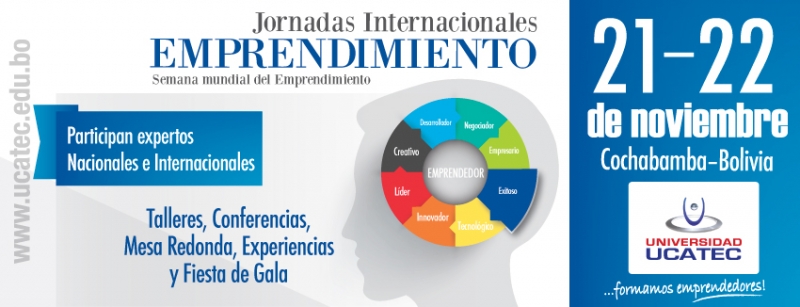 www.ucatec.edu.bo
Jornadas Internacionales
EMPRENDIMIENTO
Semana mundial del Emprendimiento
Participan expertos
Nacionales e Internacionales
Talleres, Conferencias,
Mesa Redonda, Experiencias
y Fiesta de Gala
Desarrollador
Negociador
Empresario
Exitoso
Tecnológico
Innovador
Líder
Creativo
EMPRENDEDOR
21-22
de noviembre
Cochabamba-Bolivia
UNIVERSIDAD
UCATEC
...formamos emprendedores!